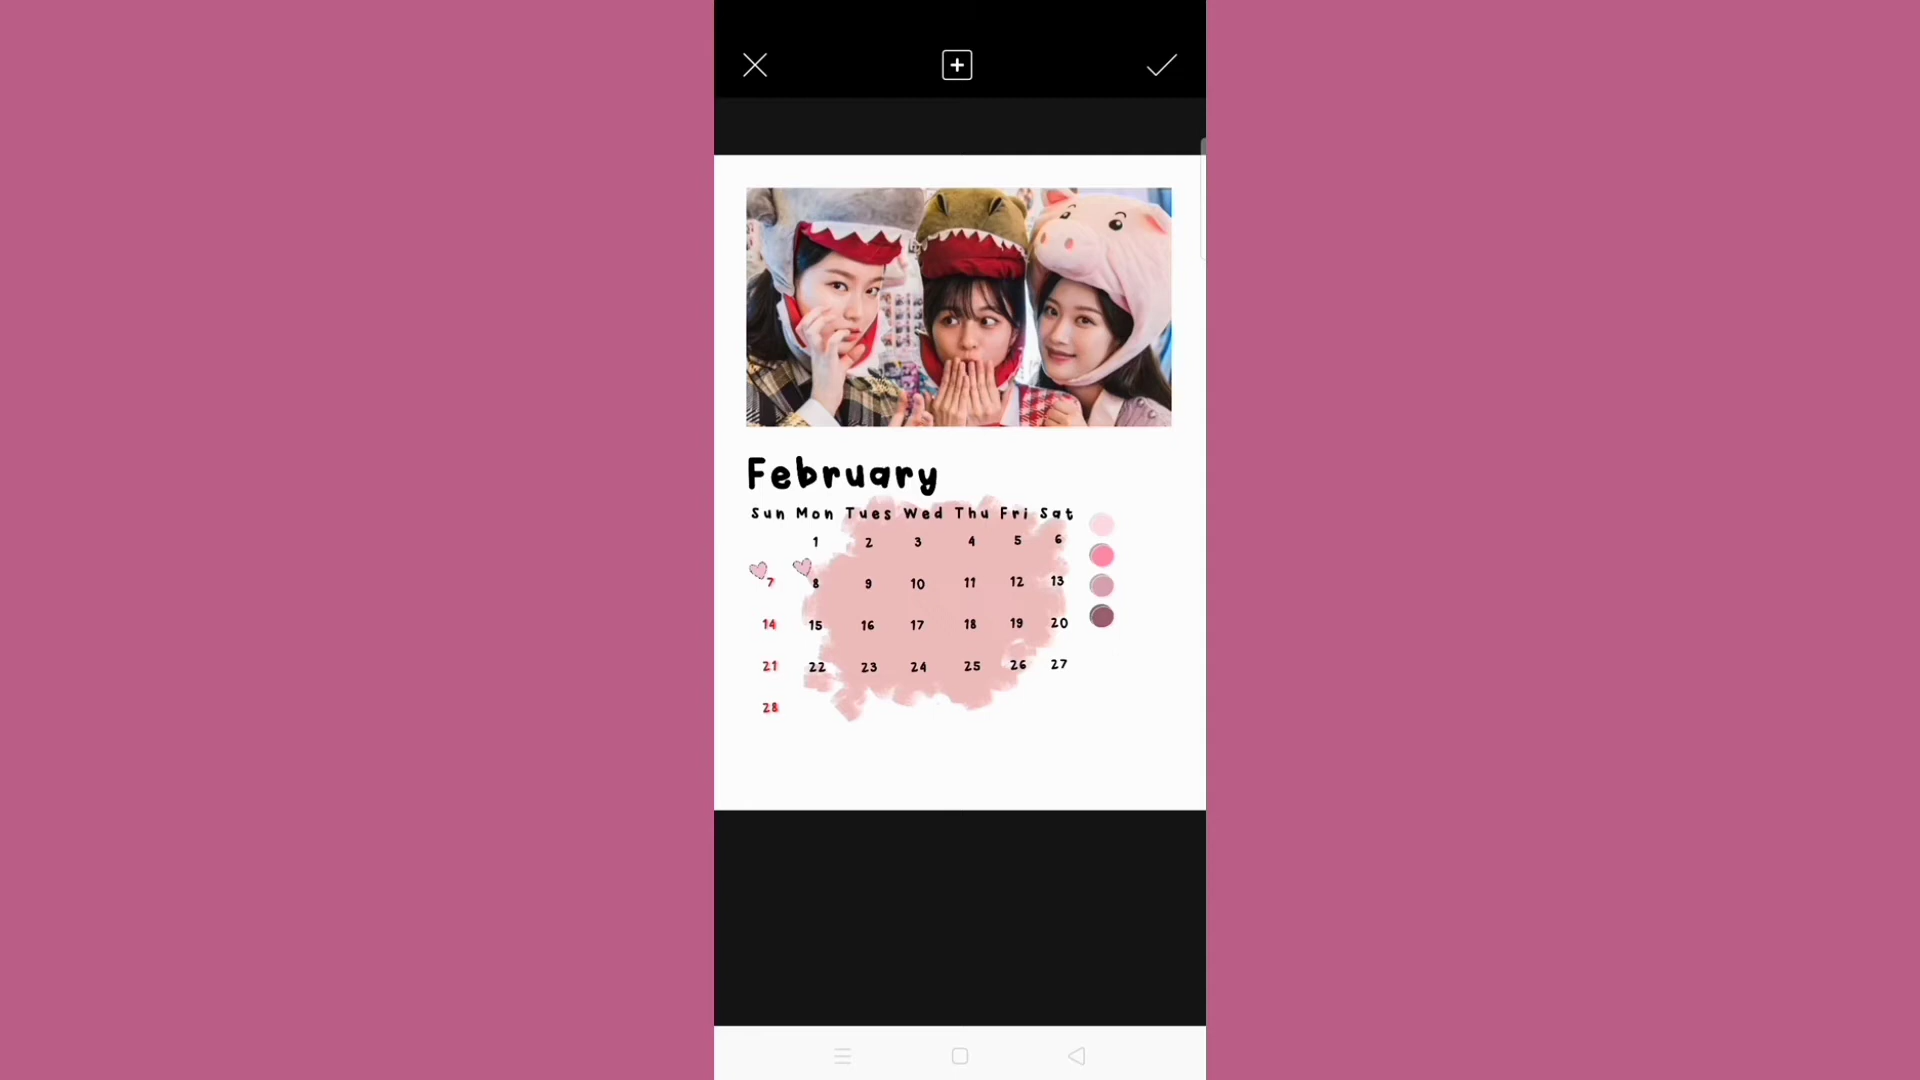 February
Sun Mon Tues Wed Thu Fri Sat
1 2 3 4 5 6
7 8 9 10 11 12 13
14 15 16 17 18 19 20
21 22 23 24 25 26 27
28